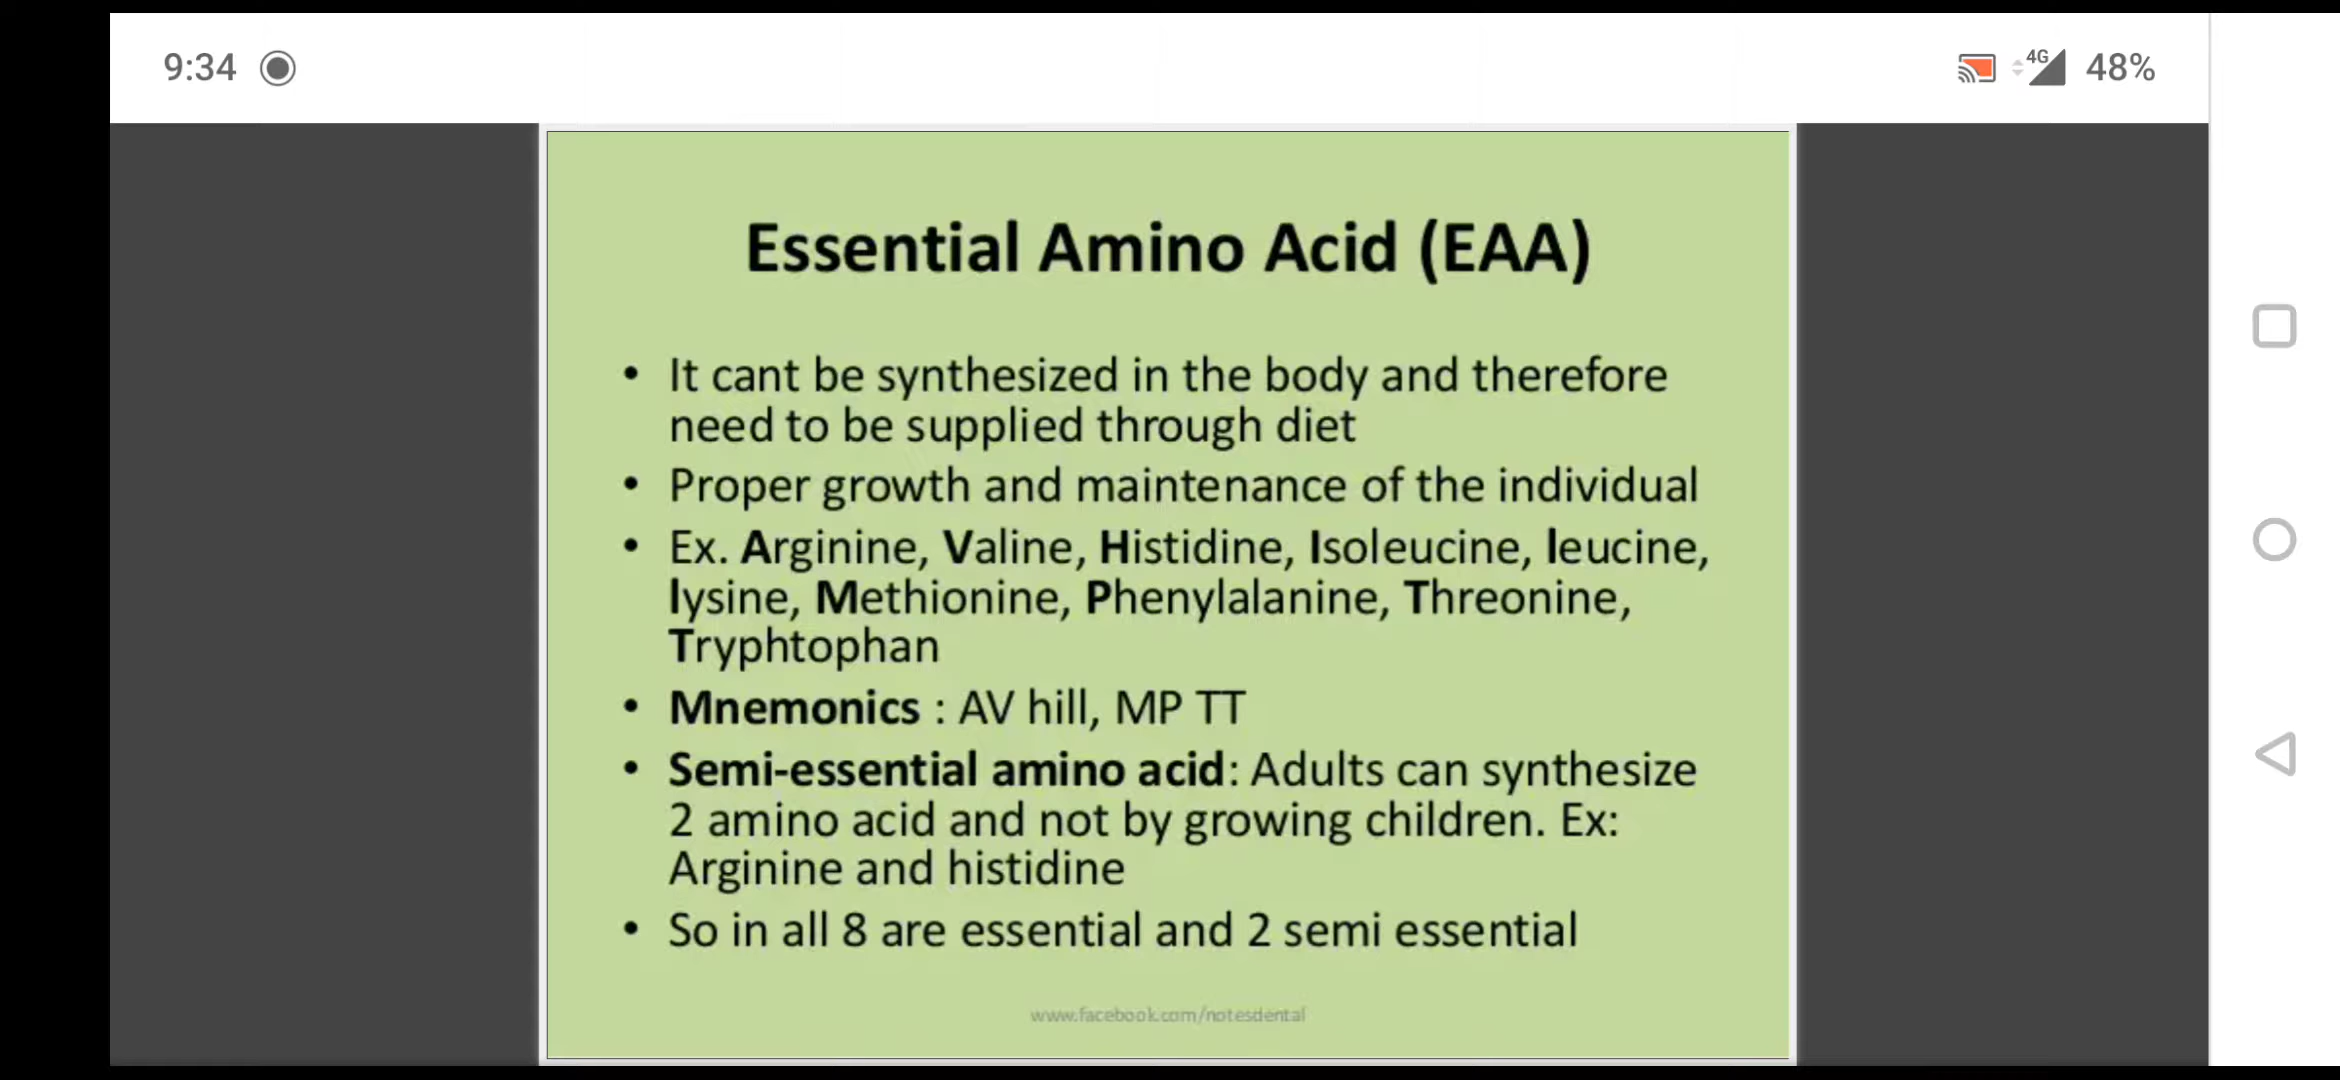 9:34
4G 48%
Essential Amino Acid (EAA)
• It cant be synthesized in the body and therefore
need to be supplied through diet
• Proper growth and maintenance of the individual
• Ex. Arginine, Valine, Histidine, Isoleucine, leucine,
lysine, Methionine, Phenylalanine, Threonine,
Tryphtophan
• Mnemonics : AV hill, MP TT
• Semi-essential amino acid: Adults can synthesize
2 amino acid and not by growing children. Ex:
Arginine and histidine
• So in all 8 are essential and 2 semi essential
www.facebook.com/notesdental